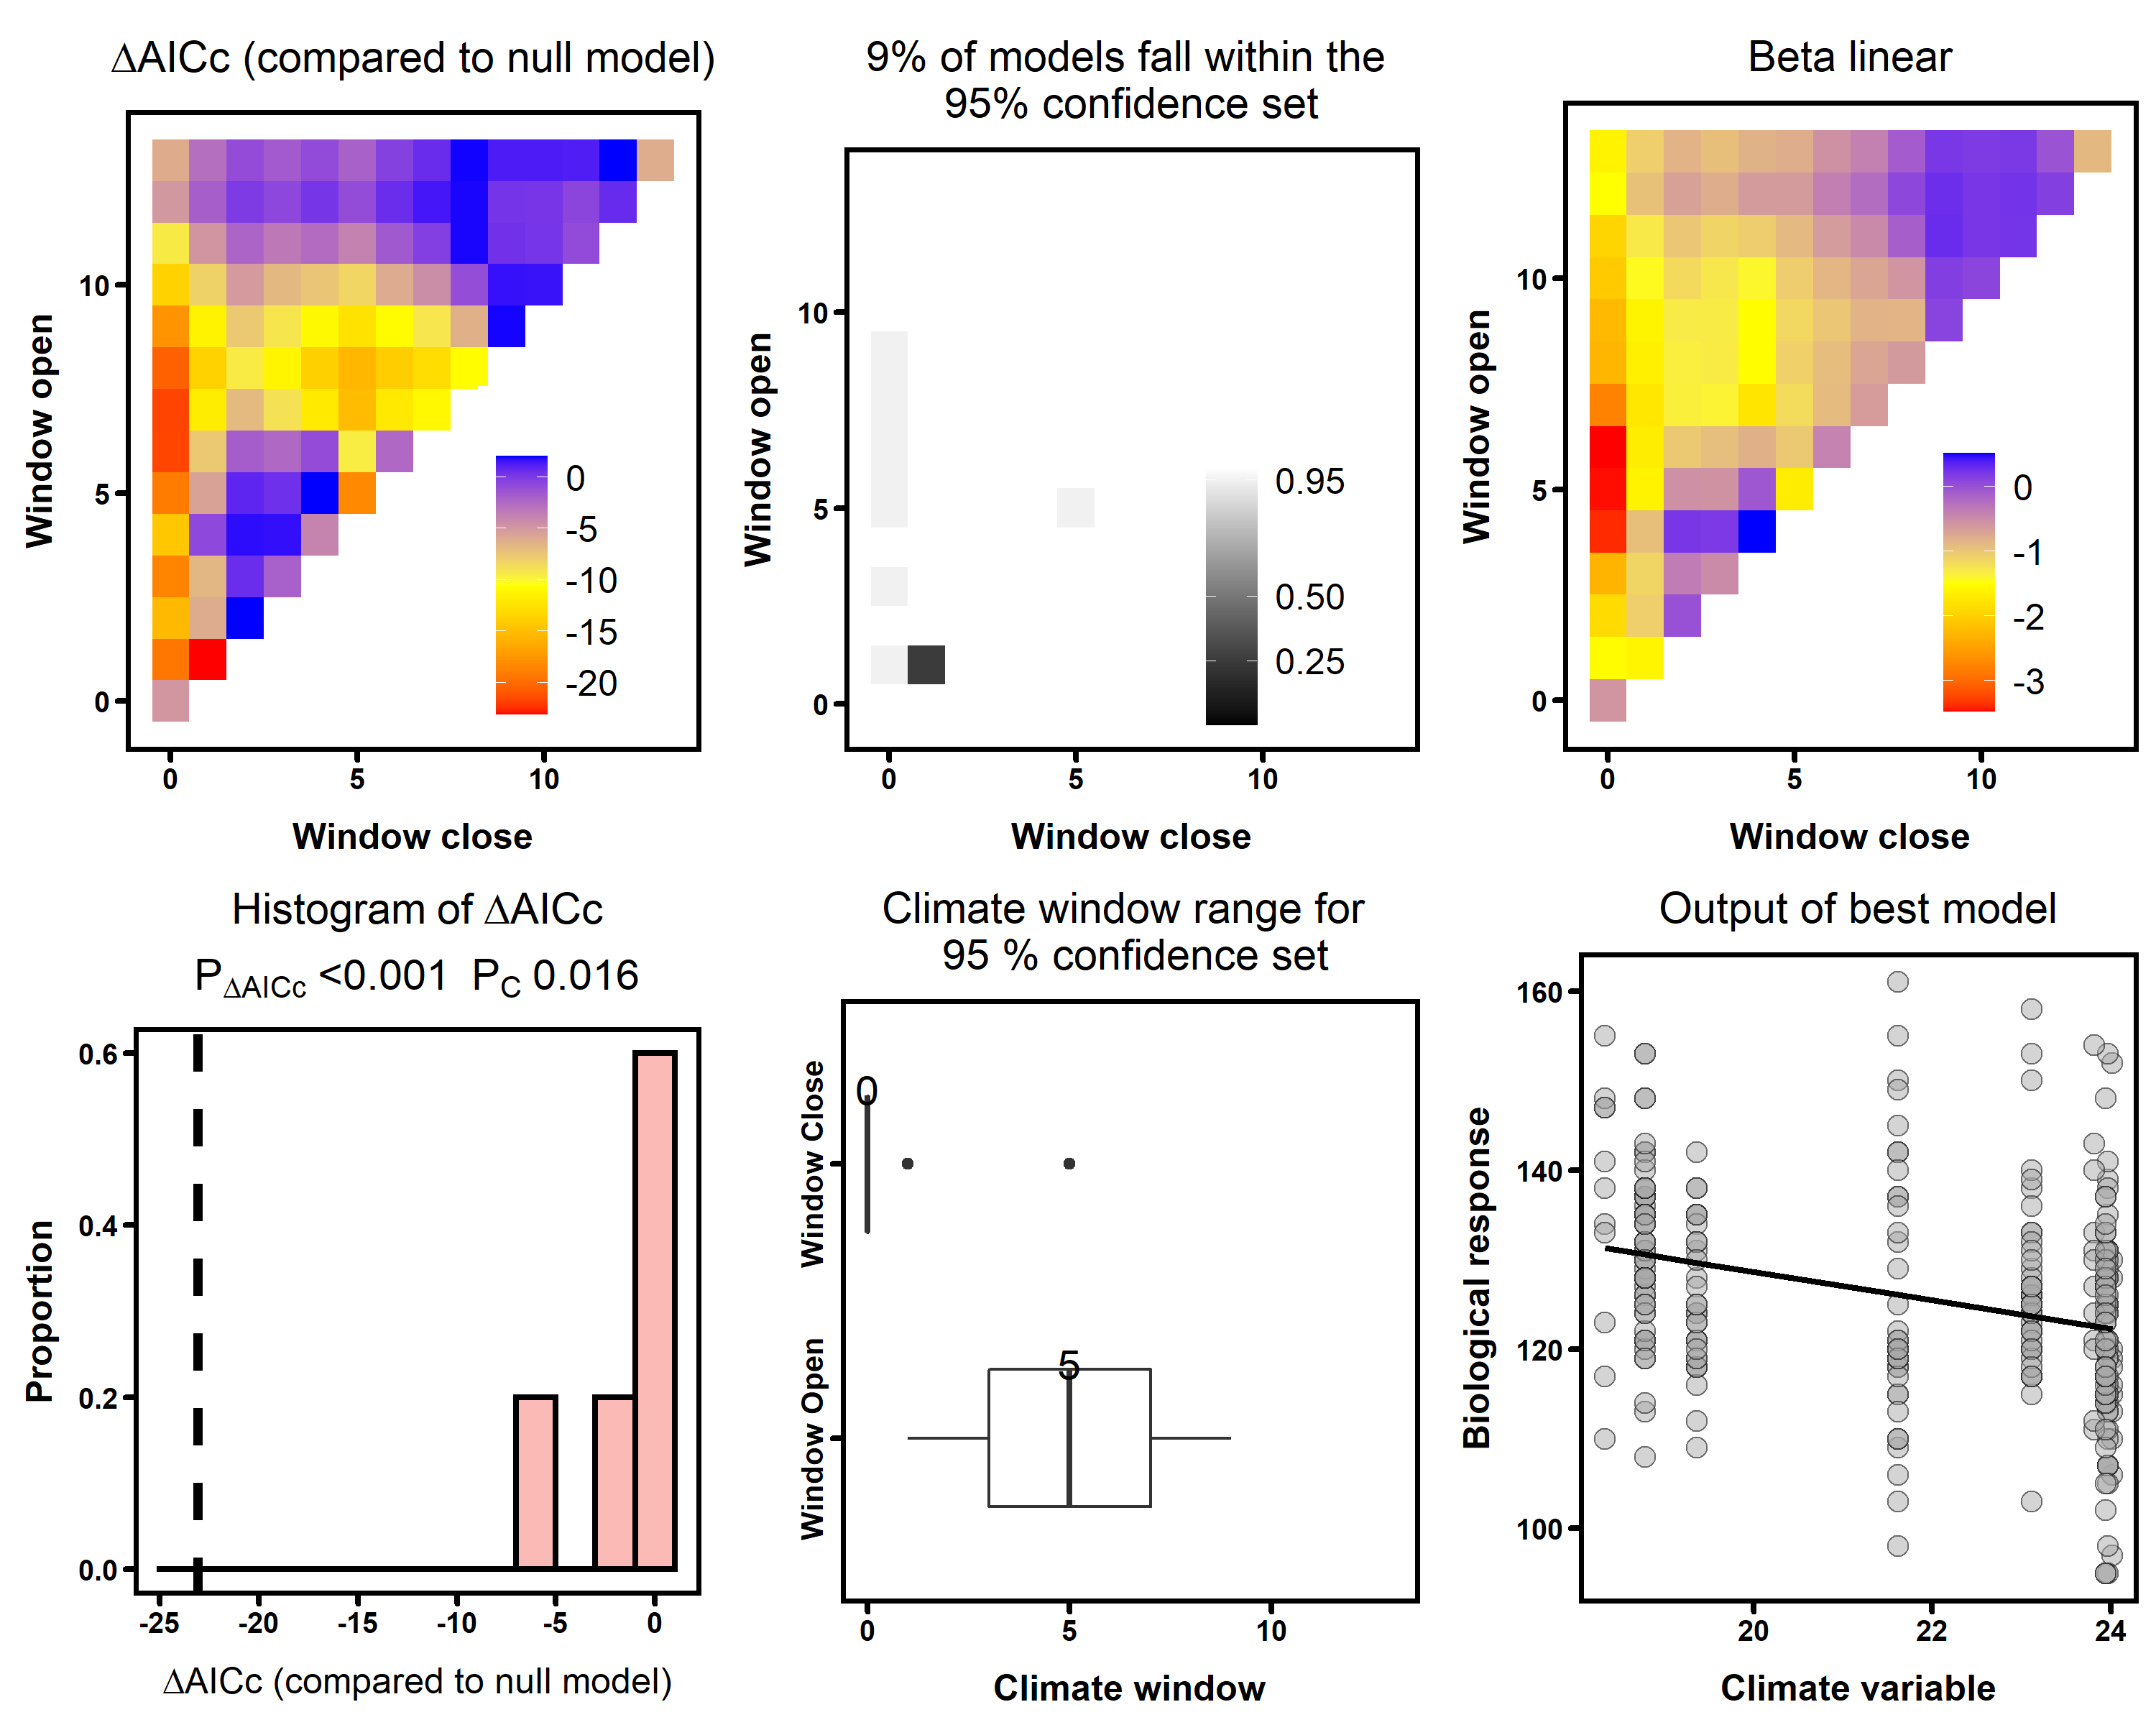 ΔAICc (compared to null model)
Window open
10
5
0
0
-5
-10
-15
-20
0 5 10
Window close
9% of models fall within the
95% confidence set
Window open
10
5
0
0.95
0.50
0.25
0 5 10
Window close
Beta linear
Window open
10
5
0
0
-1
-2
-3
0 5 10
Window close
Histogram of ΔAICc
PΔAICc <0.001 PC 0.016
Proportion
0.6
0.4
0.2
0.0
-25 -20 -15 -10 -5 0
ΔAICc (compared to null model)
Climate window range for
95 % confidence set
Window Close
0
Window Open
5
0 5 10
Climate window
Output of best model
Biological response
160
140
120
100
20 22 24
Climate variable